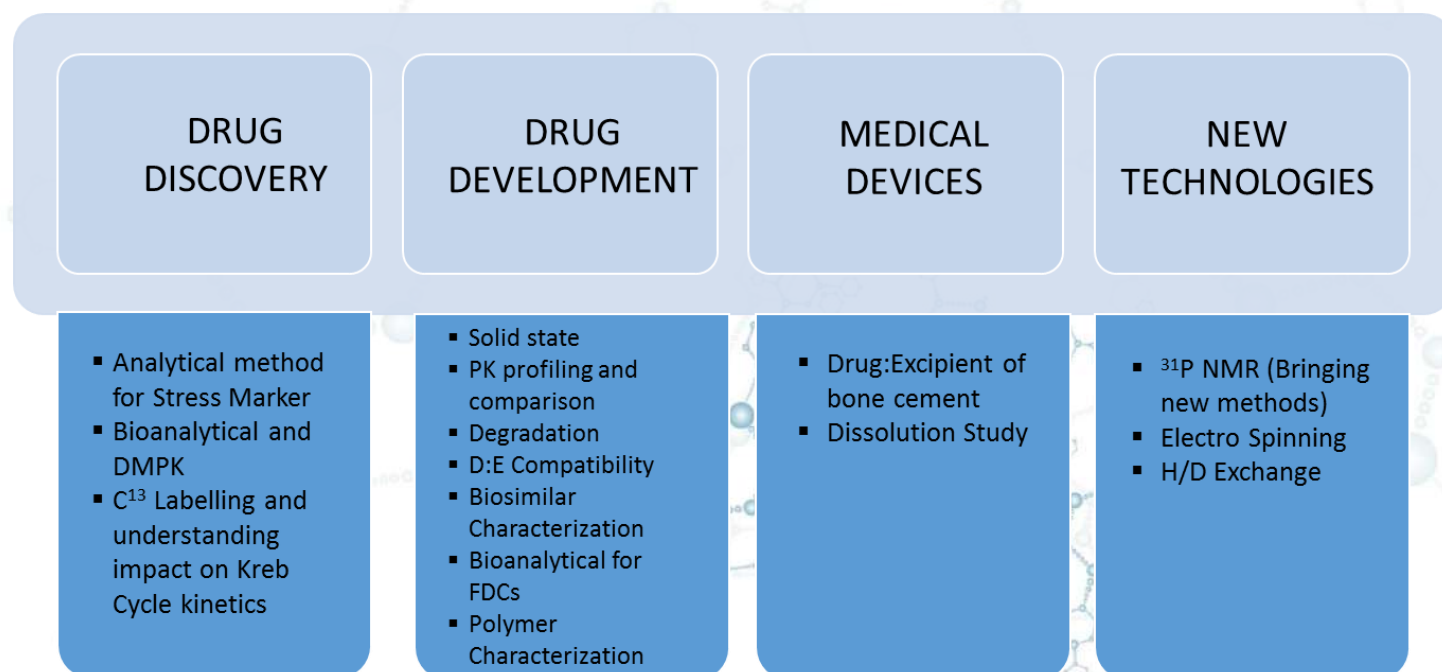 DRUG
DISCOVERY
▪ Analytical method
for Stress Marker
▪ Bioanalytical and
DMPK
▪ C¹³ Labelling and
understanding
impact on Kreb
Cycle kinetics
DRUG
DEVELOPMENT
▪ Solid state
▪ PK profiling and
comparison
▪ Degradation
▪ D:E Compatibility
▪ Biosimilar
Characterization
▪ Bioanalytical for
FDCs
▪ Polymer
Characterization
MEDICAL
DEVICES
▪ Drug:Excipient of
bone cement
▪ Dissolution Study
NEW
TECHNOLOGIES
▪ ³¹P NMR (Bringing
new methods)
▪ Electro Spinning
▪ H/D Exchange